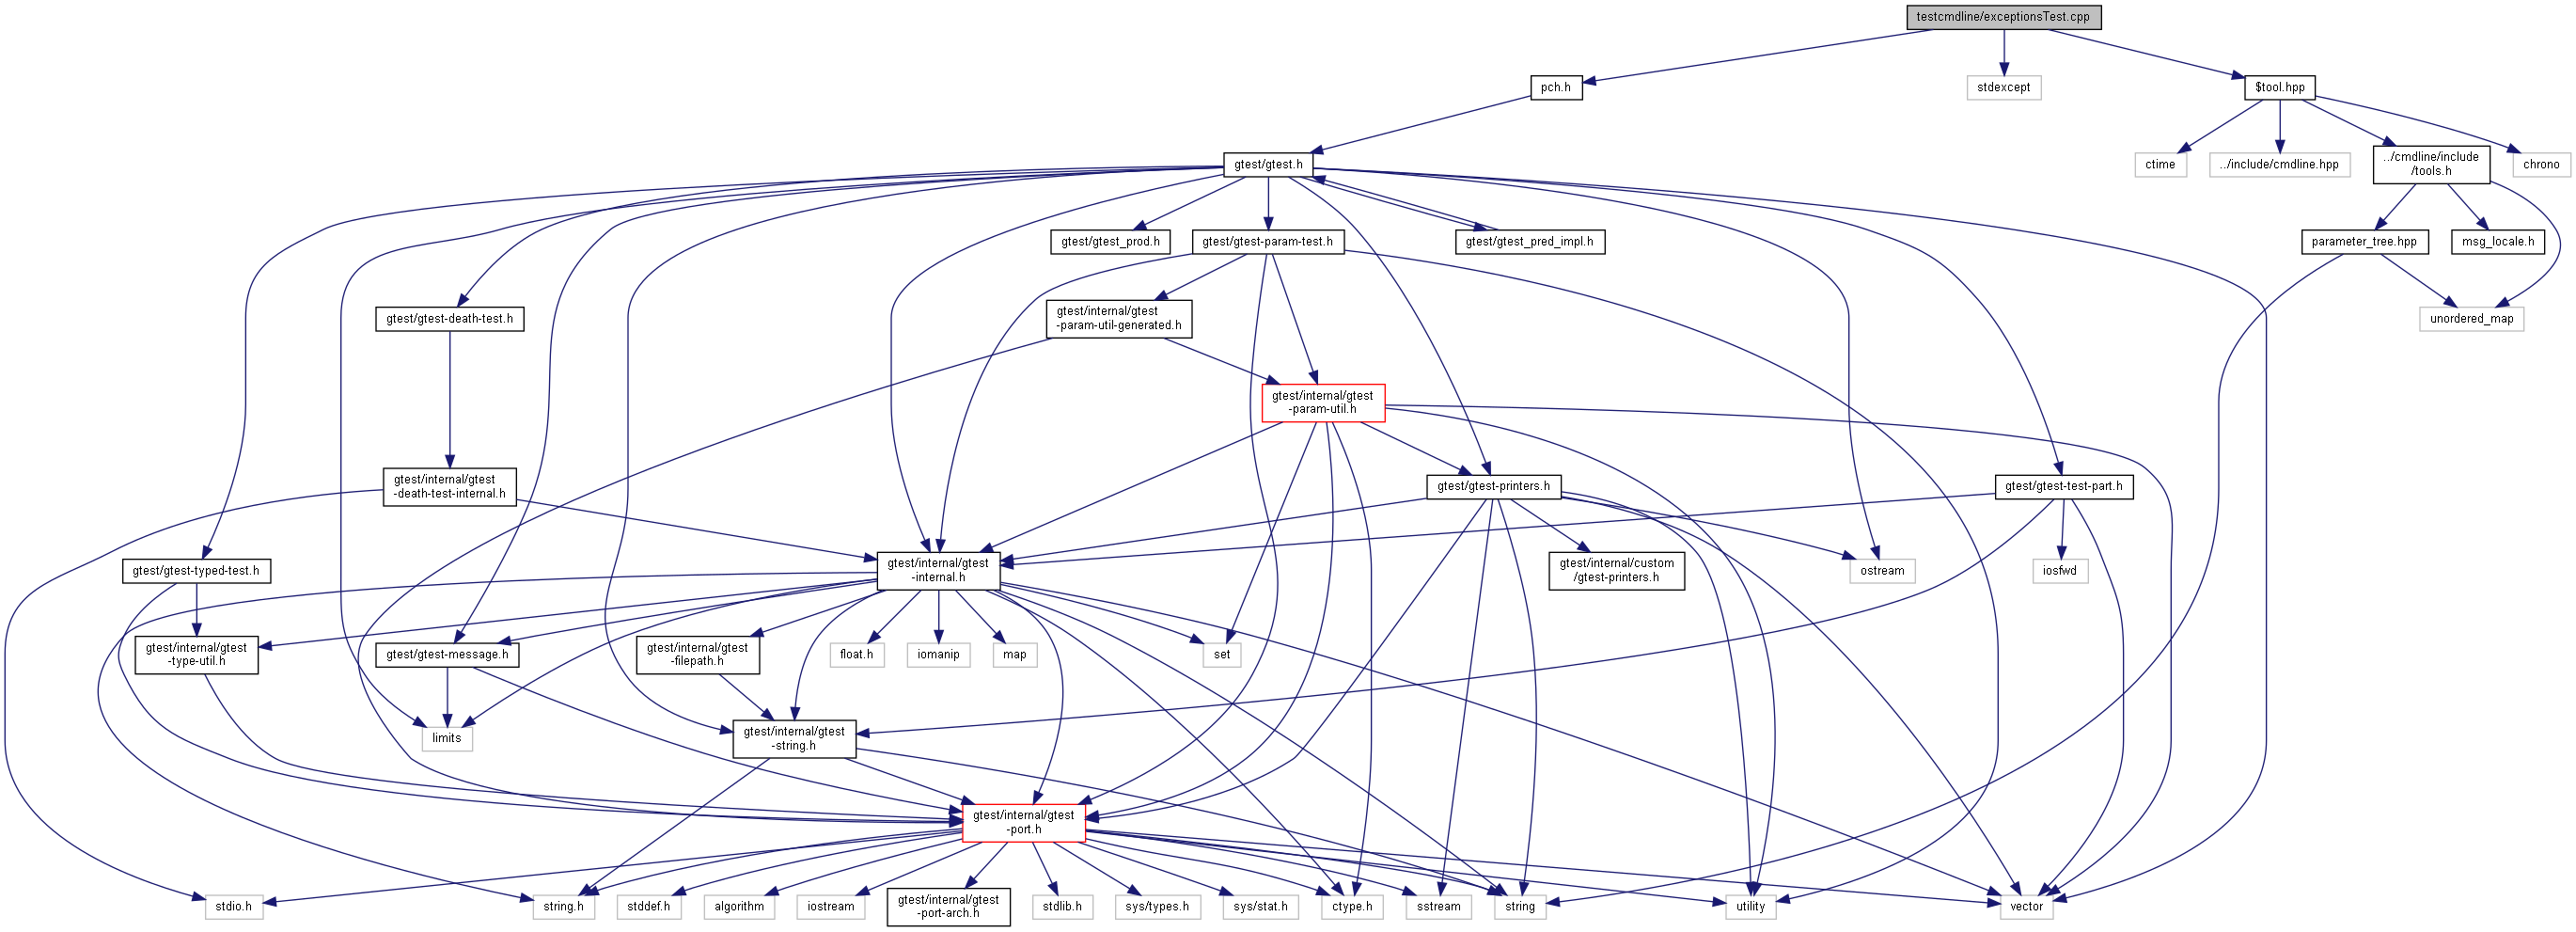 testcmdline/exceptionsTest.cpp
pch.h
stdexcept
$tool.hpp
gtest/gtest.h
ctime
../include/cmdline.hpp
../cmdline/include
/tools.h
chrono
gtest/gtest_prod.h
gtest/gtest-param-test.h
gtest/gtest_pred_impl.h
parameter_tree.hpp
msg_locale.h
gtest/gtest-death-test.h
gtest/internal/gtest
-param-util-generated.h
unordered_map
gtest/internal/gtest
-param-util.h
gtest/internal/gtest
-death-test-internal.h
gtest/gtest-printers.h
gtest/gtest-test-part.h
gtest/gtest-typed-test.h
gtest/internal/gtest
-internal.h
gtest/internal/custom
/gtest-printers.h
ostream
iosfwd
gtest/internal/gtest
-type-util.h
gtest/gtest-message.h
gtest/internal/gtest
-filepath.h
float.h
iomanip
map
set
limits
gtest/internal/gtest
-string.h
gtest/internal/gtest
-port.h
stdio.h
string.h
stddef.h
algorithm
iostream
gtest/internal/gtest
-port-arch.h
stdlib.h
sys/types.h
sys/stat.h
ctype.h
sstream
string
utility
vector